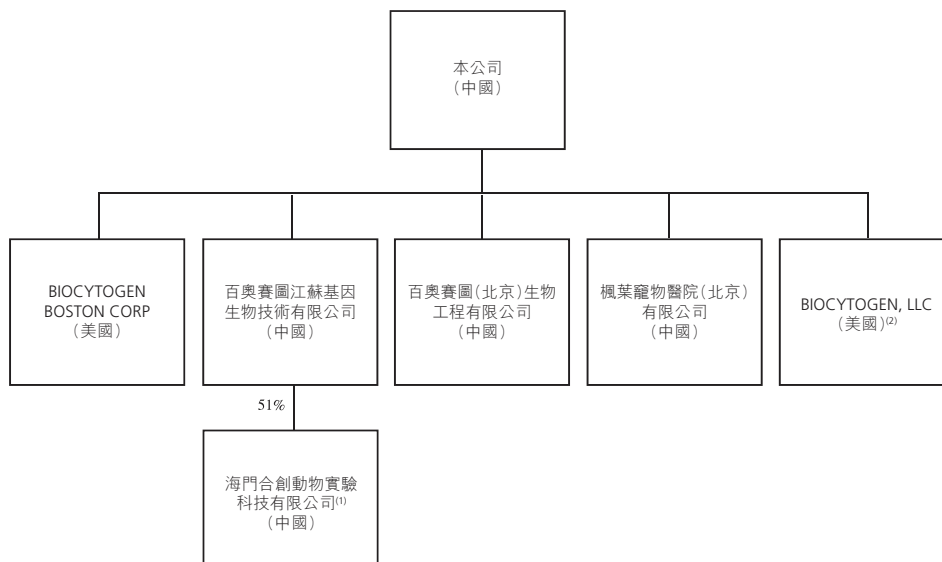 本公司
（中國）
BIOCYTOGEN
BOSTON CORP
（美國）
百奧賽圖江蘇基因
生物技術有限公司
（中國）
百奧賽圖（北京）生物
工程有限公司
（中國）
楓葉寵物醫院（北京）
有限公司
（中國）
BIOCYTOGEN, LLC
（美國）(2)
51%
海門合創動物實驗
科技有限公司(1)
（中國）